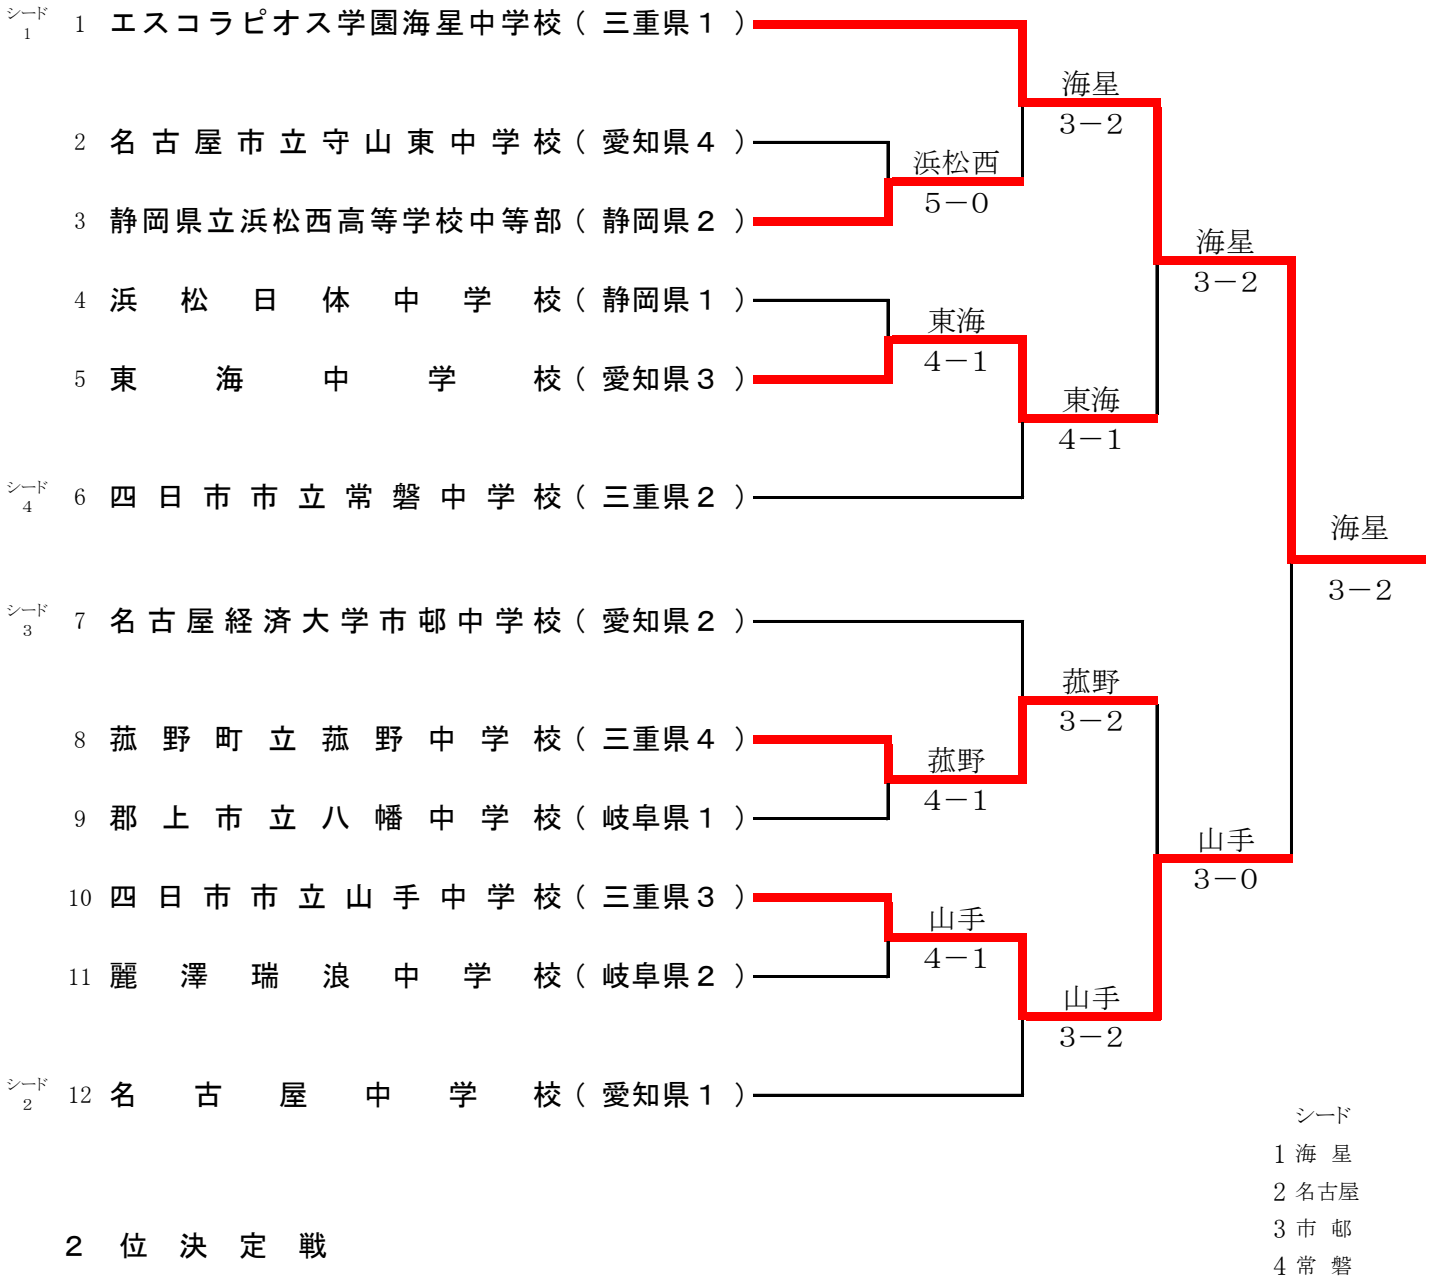 シード1 1 エスコラピオス学園海星中学校（ 三重県１ ）
海星
３－２
2 名古屋市立守山東中学校（ 愛知県４ ）
浜松西
５－０
3 静岡県立浜松西高等学校中等部（ 静岡県２ ）
海星
３－２
4 浜松日体中学校（ 静岡県１ ）
東海
４－１
5 東海中学校（ 愛知県３ ）
東海
４－１
シード4 6 四日市市立常磐中学校（ 三重県２ ）
海星
３－２
シード3 7 名古屋経済大学市邨中学校（ 愛知県２ ）
菰野
３－２
8 菰野町立菰野中学校（ 三重県４ ）
菰野
４－１
9 郡上市立八幡中学校（ 岐阜県１ ）
山手
３－０
10 四日市市立山手中学校（ 三重県３ ）
山手
４－１
11 麗澤瑞浪中学校（ 岐阜県２ ）
山手
３－２
シード2 12 名古屋中学校（ 愛知県１ ）
シード
1 海 星
2 名古屋
3 市 邨
4 常 磐
２位決定戦